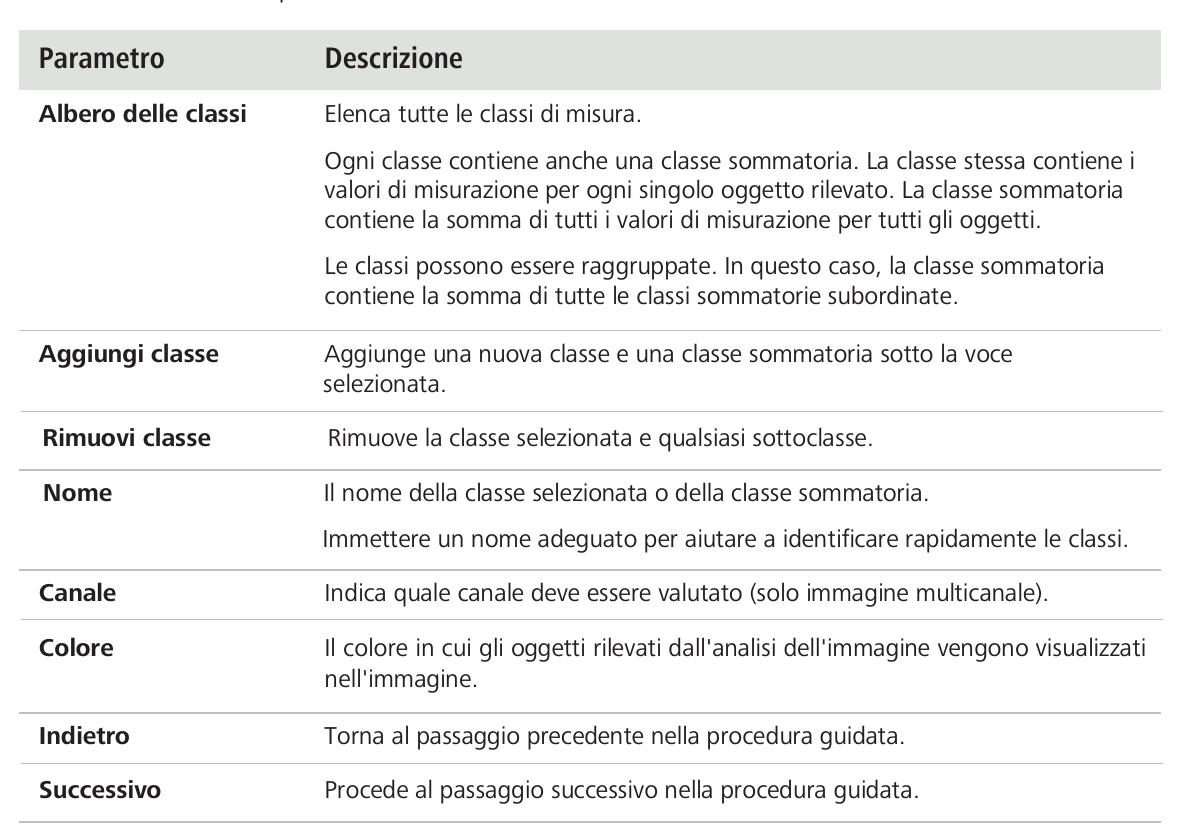 Parametro Descrizione
Albero delle classi Elenca tutte le classi di misura.
Ogni classe contiene anche una classe sommatoria. La classe stessa contiene i
valori di misurazione per ogni singolo oggetto rilevato. La classe sommatoria
contiene la somma di tutti i valori di misurazione per tutti gli oggetti.
Le classi possono essere raggruppate. In questo caso, la classe sommatoria
contiene la somma di tutte le classi sommatorie subordinate.
Aggiungi classe Aggiunge una nuova classe e una classe sommatoria sotto la voce
selezionata.
Rimuovi classe Rimuove la classe selezionata e qualsiasi sottoclasse.
Nome Il nome della classe selezionata o della classe sommatoria.
Immettere un nome adeguato per aiutare a identificare rapidamente le classi.
Canale Indica quale canale deve essere valutato (solo immagine multicanale).
Colore Il colore in cui gli oggetti rilevati dall'analisi dell'immagine vengono visualizzati
nell'immagine.
Indietro Torna al passaggio precedente nella procedura guidata.
Successivo Procede al passaggio successivo nella procedura guidata.